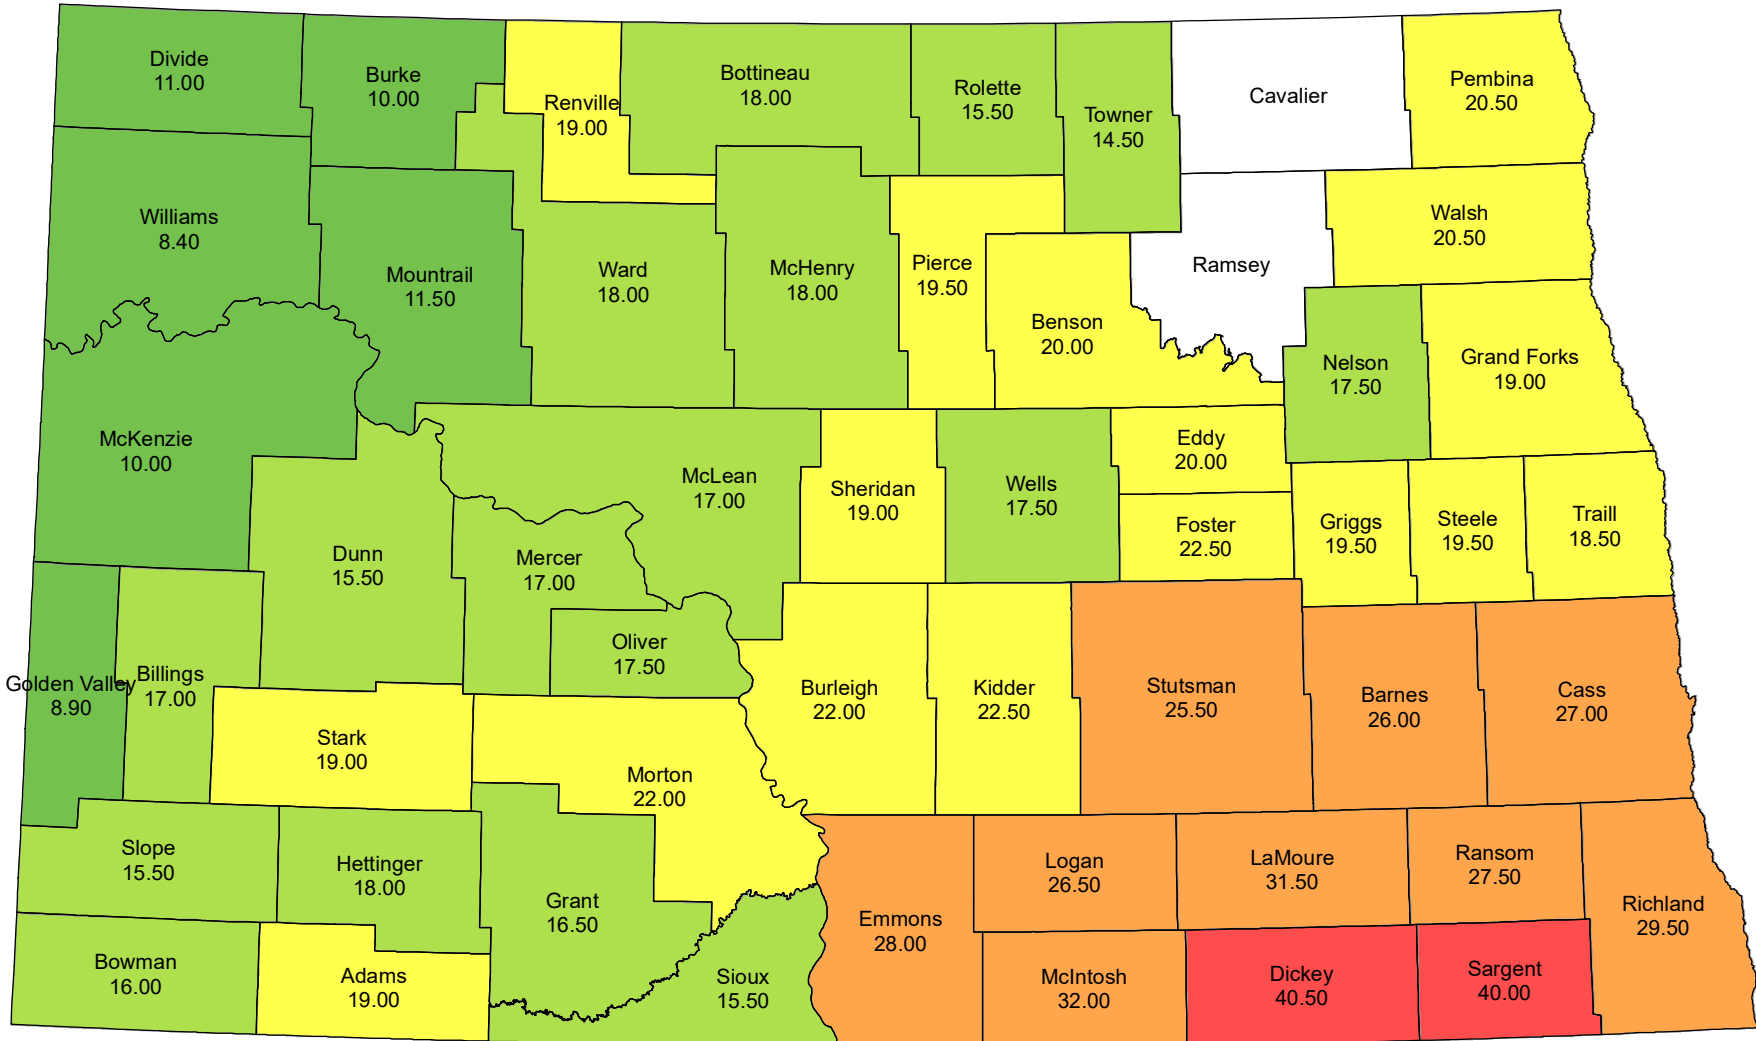 Divide
11.00
Burke
10.00
Renville
19.00
Bottineau
18.00
Rolette
15.50
Towner
14.50
Cavalier
Pembina
20.50
Williams
8.40
Mountrail
11.50
Ward
18.00
McHenry
18.00
Pierce
19.50
Benson
20.00
Ramsey
Walsh
20.50
Nelson
17.50
Grand Forks
19.00
McKenzie
10.00
Dunn
15.50
Mercer
17.00
McLean
17.00
Sheridan
19.00
Wells
17.50
Eddy
20.00
Foster
22.50
Griggs
19.50
Steele
19.50
Traill
18.50
Golden Valley
8.90
Billings
17.00
Stark
19.00
Oliver
17.50
Morton
22.00
Burleigh
22.00
Kidder
22.50
Stutsman
25.50
Barnes
26.00
Cass
27.00
Slope
15.50
Hettinger
18.00
Grant
16.50
Bowman
16.00
Adams
19.00
Sioux
15.50
Emmons
28.00
Logan
26.50
LaMoure
31.50
Ransom
27.50
Richland
29.50
McIntosh
32.00
Dickey
40.50
Sargent
40.00